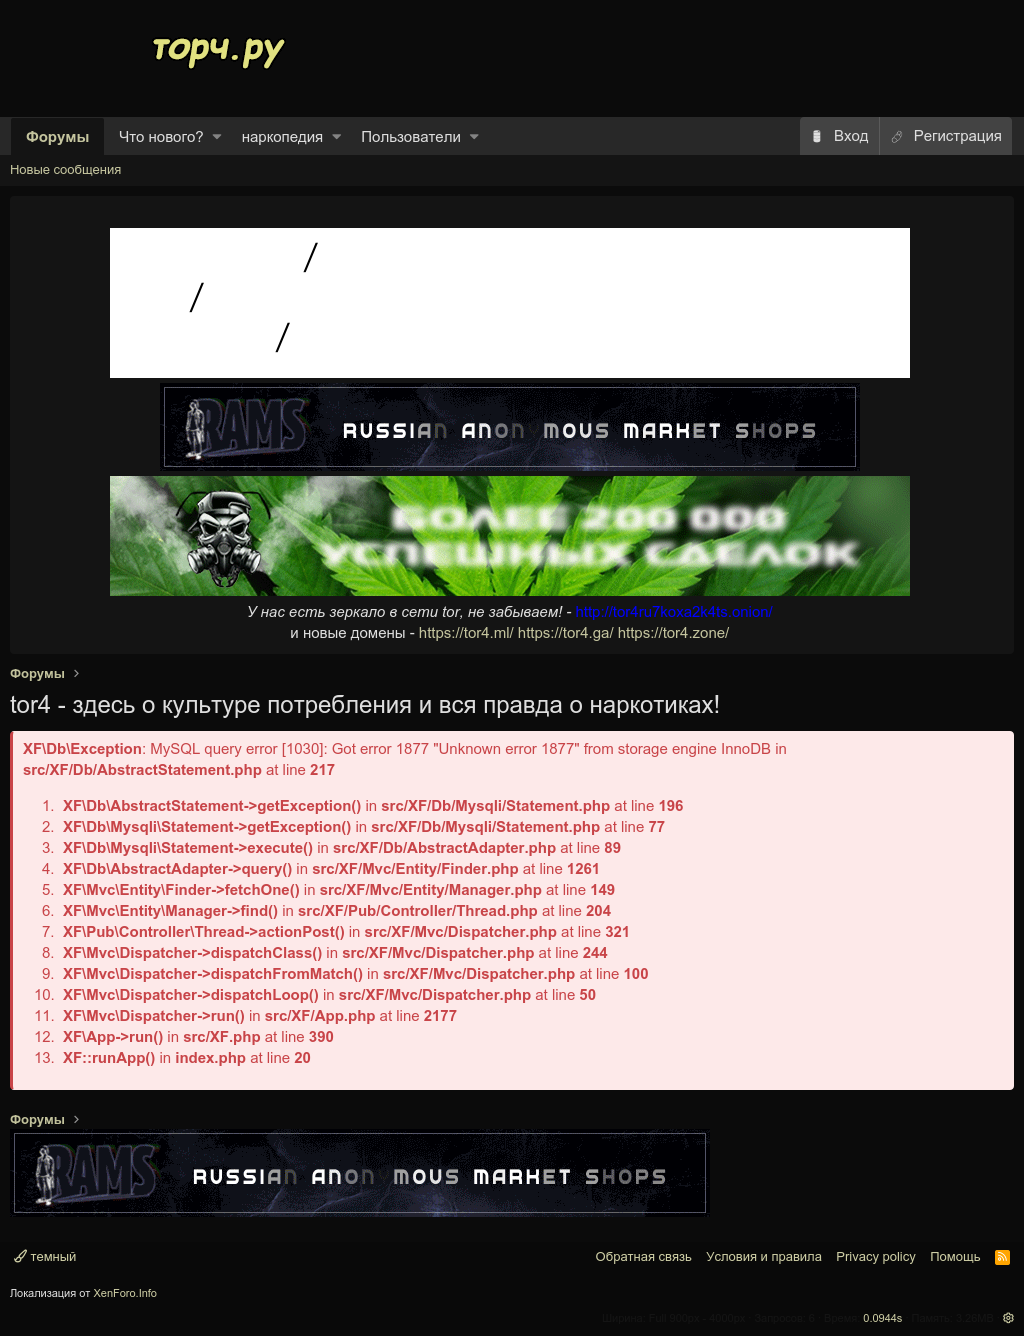 торч.ру
Форумы Что нового? наркопедия Пользователи Вход Регистрация
Новые сообщения
/
/
/
RAMS RUSSIAN ANONYMOUS MARKET SHOPS
БОЛЕЕ 200 000
УСПЕШНЫХ СДЕЛОК
У нас есть зеркало в сети tor, не забываем! - http://tor4ru7koxa2k4ts.onion/
и новые домены - https://tor4.ml/ https://tor4.ga/ https://tor4.zone/
Форумы
tor4 - здесь о культуре потребления и вся правда о наркотиках!
XF\Db\Exception: MySQL query error [1030]: Got error 1877 "Unknown error 1877" from storage engine InnoDB in
src/XF/Db/AbstractStatement.php at line 217
1. XF\Db\AbstractStatement->getException() in src/XF/Db/Mysqli/Statement.php at line 196
2. XF\Db\Mysqli\Statement->getException() in src/XF/Db/Mysqli/Statement.php at line 77
3. XF\Db\Mysqli\Statement->execute() in src/XF/Db/AbstractAdapter.php at line 89
4. XF\Db\AbstractAdapter->query() in src/XF/Mvc/Entity/Finder.php at line 1261
5. XF\Mvc\Entity\Finder->fetchOne() in src/XF/Mvc/Entity/Manager.php at line 149
6. XF\Mvc\Entity\Manager->find() in src/XF/Pub/Controller/Thread.php at line 204
7. XF\Pub\Controller\Thread->actionPost() in src/XF/Mvc/Dispatcher.php at line 321
8. XF\Mvc\Dispatcher->dispatchClass() in src/XF/Mvc/Dispatcher.php at line 244
9. XF\Mvc\Dispatcher->dispatchFromMatch() in src/XF/Mvc/Dispatcher.php at line 100
10. XF\Mvc\Dispatcher->dispatchLoop() in src/XF/Mvc/Dispatcher.php at line 50
11. XF\Mvc\Dispatcher->run() in src/XF/App.php at line 2177
12. XF\App->run() in src/XF.php at line 390
13. XF::runApp() in index.php at line 20
Форумы
RAMS RUSSIAN ANON MOUS MARKET SHOPS
темный Обратная связь Условия и правила Privacy policy Помощь
Локализация от XenForo.Info
0.0944s